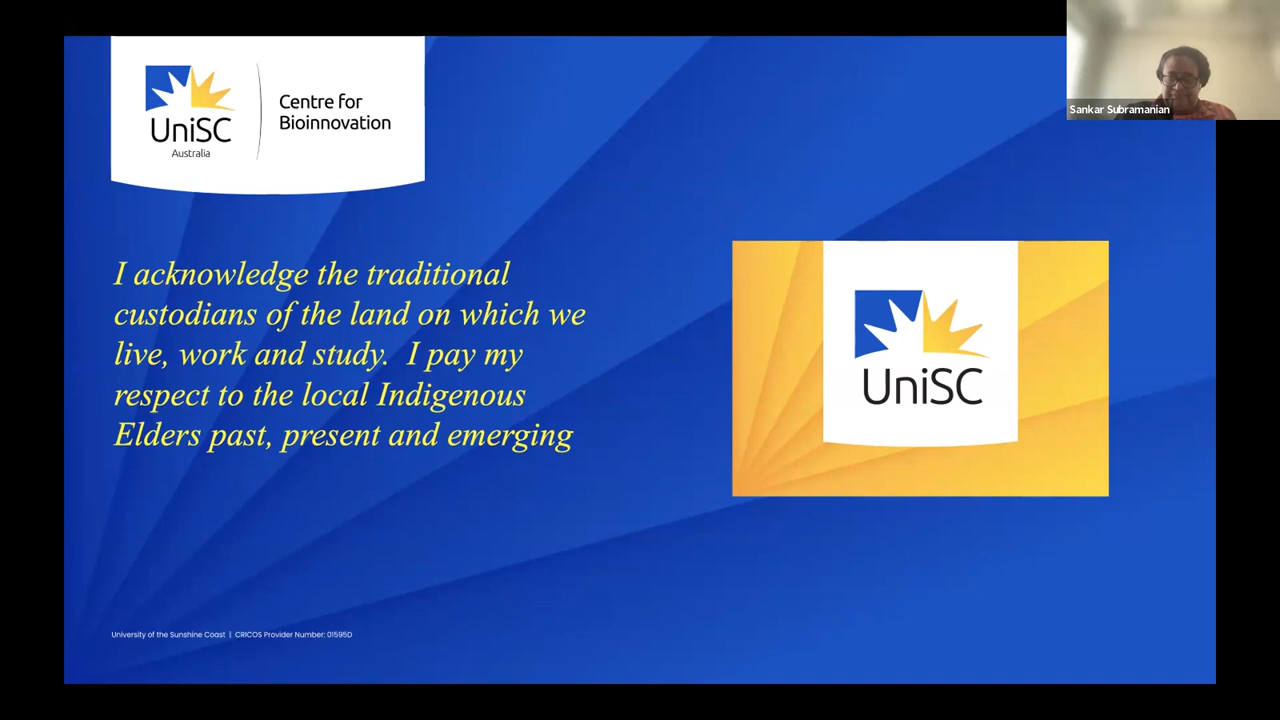 UniSC
Australia
Centre for
Bioinnovation
Sankar Subramanian
I acknowledge the traditional
custodians of the land on which we
live, work and study.  I pay my
respect to the local Indigenous
Elders past, present and emerging
UniSC
University of the Sunshine Coast | CRICOS Provider Number: 01595D